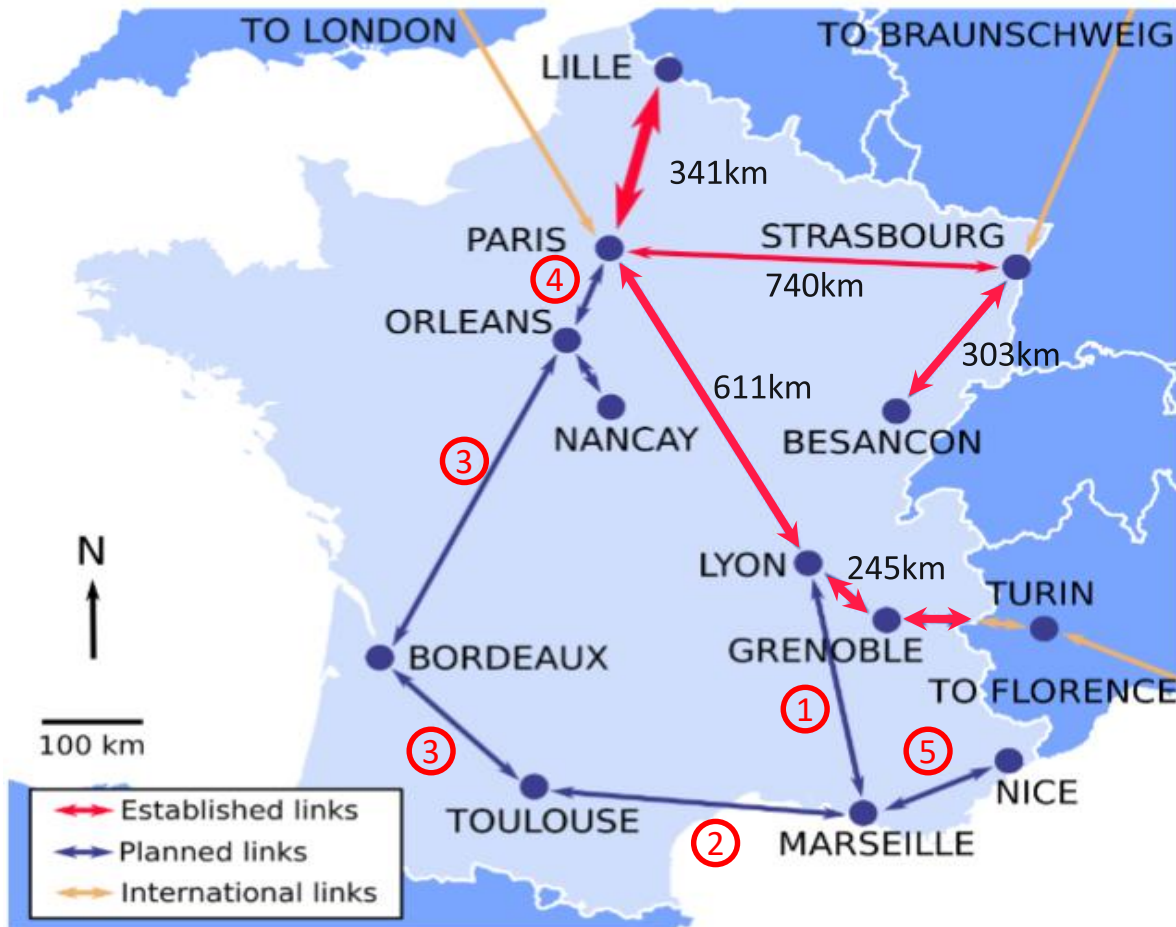 TO LONDON
TO BRAUNSCHWEIG
LILLE
341km
PARIS
STRASBOURG
4
740km
ORLEANS
303km
611km
NANCAY
BESANCON
3
N
LYON
245km
TURIN
GRENOBLE
BORDEAUX
TO FLORENCE
1
100 km
3
5
NICE
TOULOUSE
MARSEILLE
2
Established links
Planned links
International links